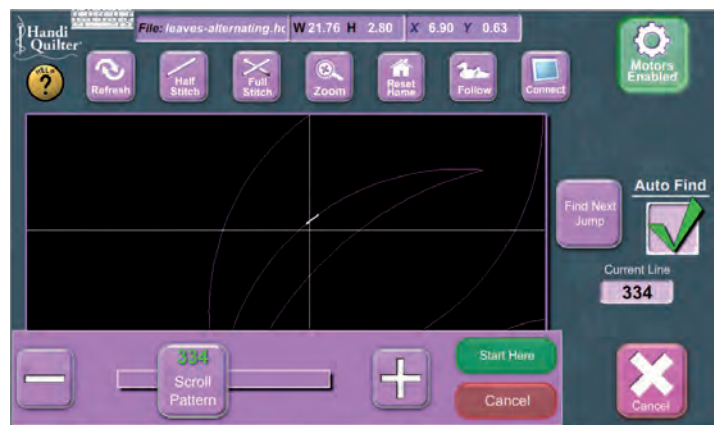 Handi
Quilter
File: leaves-alternating.hc W 21.76 H 2.80 X 6.90 Y 0.63
HELP
?
Refresh
Half
Stitch
Full
Stitch
Zoom
Reset
Home
Follow
Connect
Motors
Enabled
Auto Find
Find Next
Jump
Current Line
334
334
Scroll
Pattern
Start Here
Cancel
Cancel